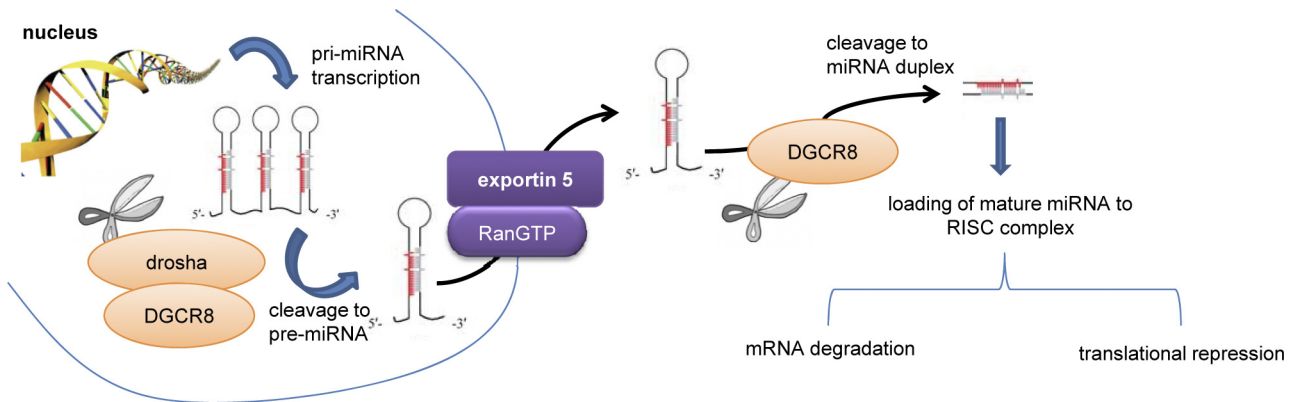 nucleus
pri-miRNA
transcription
5'-
-3'
drosha
DGCR8
cleavage to
pre-miRNA
5'-
-3'
exportin 5
RanGTP
5'-
-3'
cleavage to
miRNA duplex
DGCR8
loading of mature miRNA to
RISC complex
mRNA degradation
translational repression